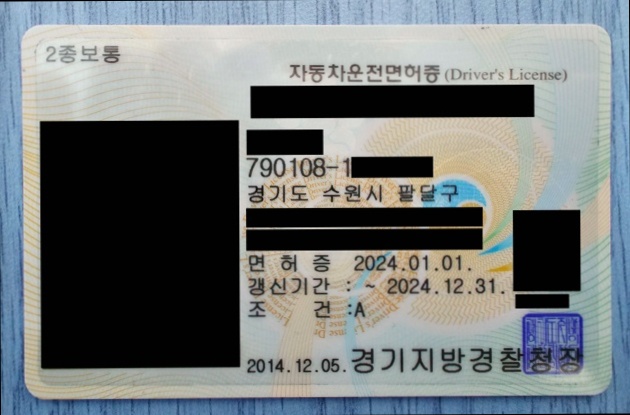 2종보통
자동차운전면허증 (Driver's License)
790108-1
경기도 수원시 팔달구
면 허 증 2024.01.01.
갱신기간 : ~ 2024.12.31.
조 건 :A
2014.12.05. 경기지방경찰청장